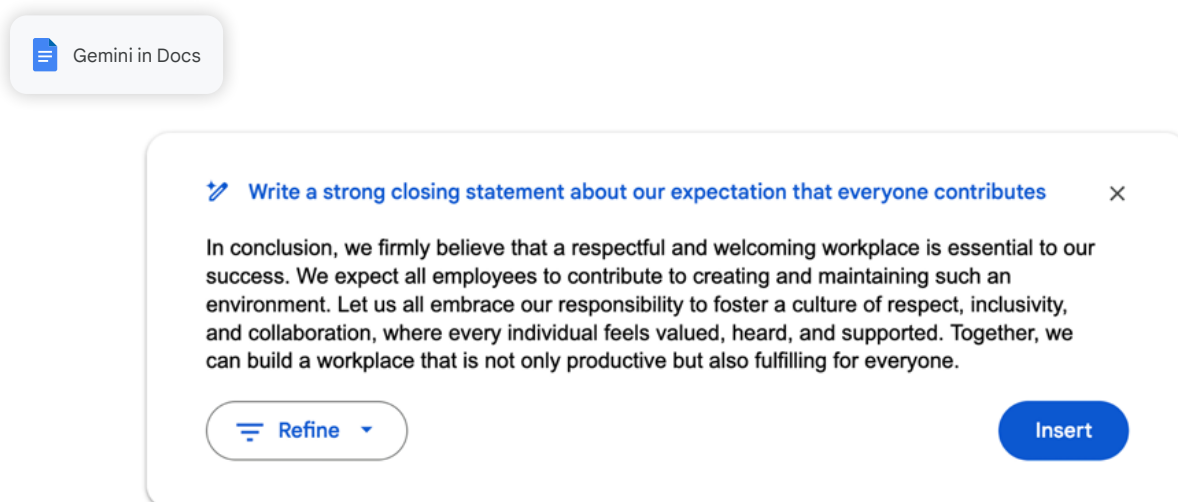 Gemini in Docs
Write a strong closing statement about our expectation that everyone contributes
In conclusion, we firmly believe that a respectful and welcoming workplace is essential to our
success. We expect all employees to contribute to creating and maintaining such an
environment. Let us all embrace our responsibility to foster a culture of respect, inclusivity,
and collaboration, where every individual feels valued, heard, and supported. Together, we
can build a workplace that is not only productive but also fulfilling for everyone.
Refine
Insert